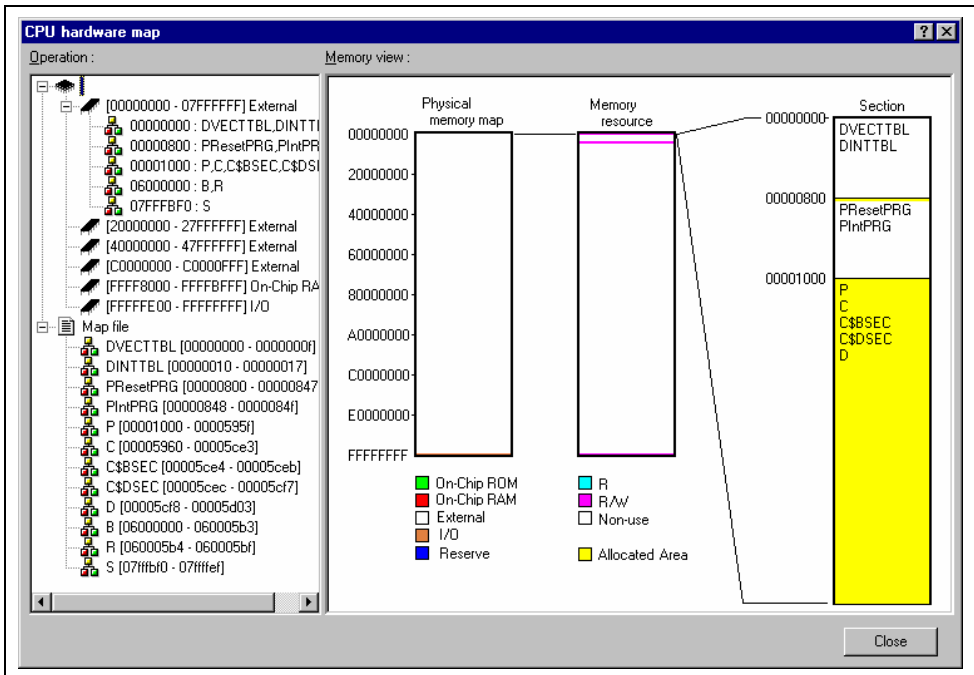 CPU hardware map
Operation :
[00000000 - 07FFFFFF] External
00000000 : DVECTTBL,DINTTI
00000800 : PResetPRG,PIntPR
00001000 : P,C,C$BSEC,C$DSI
06000000 : B,R
07FFFBF0 : S
[20000000 - 27FFFFFF] External
[40000000 - 47FFFFFF] External
[C0000000 - C0000FFF] External
[FFFF8000 - FFFFBFFF] On-Chip RA
[FFFFFE00 - FFFFFFFF] I/O
Map file
DVECTTBL [00000000 - 0000000f]
DINTTBL [00000010 - 00000017]
PResetPRG [00000800 - 00000847
PIntPRG [00000848 - 0000084f]
P [00001000 - 0000595f]
C [00005960 - 00005ce3]
C$BSEC [00005ce4 - 00005ceb]
C$DSEC [00005cec - 00005cf7]
D [00005cf8 - 00005d03]
B [06000000 - 060005b3]
R [060005b4 - 060005bf]
S [07fffbf0 - 07ffffef]
Memory view :
Physical
memory map
00000000
20000000
40000000
60000000
80000000
A0000000
C0000000
E0000000
FFFFFFFF
On-Chip ROM
On-Chip RAM
External
I/O
Reserve
Memory
resource
R
R/W
Non-use
Allocated Area
Section
00000000
DVECTTBL
DINTTBL
00000800
PResetPRG
PIntPRG
00001000
P
C
C$BSEC
C$DSEC
D
Close